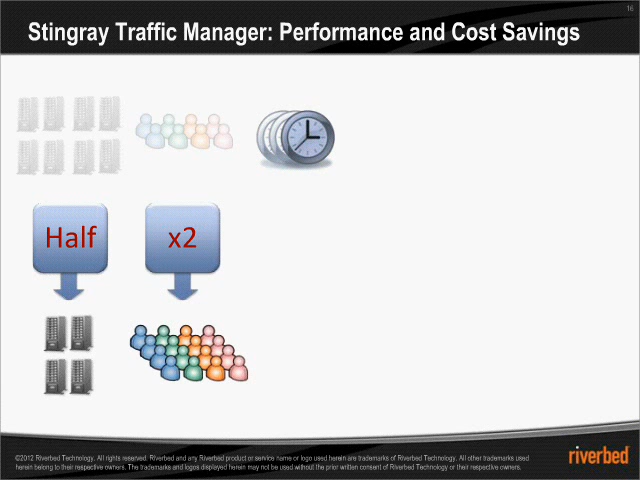 16
Stingray Traffic Manager: Performance and Cost Savings
Half
x2
©2012 Riverbed Technology. All rights reserved. Riverbed and any Riverbed product or service name or logo used herein are trademarks of Riverbed Technology. All other trademarks used
herein belong to their respective owners. The trademarks and logos displayed herein may not be used without the prior written consent of Riverbed Technology or their respective owners.
riverbed